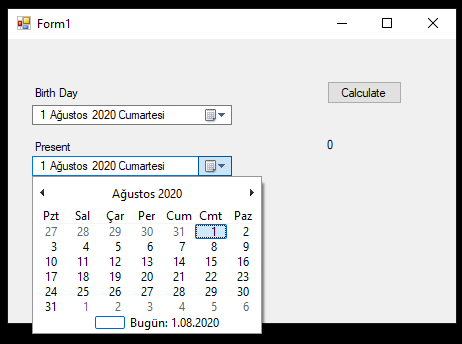 Form1
Birth Day
Calculate
1 Ağustos 2020 Cumartesi
Present
0
1 Ağustos 2020 Cumartesi
Ağustos 2020
Pzt Sal Çar Per Cum Cmt Paz
27 28 29 30 31 1 2
3 4 5 6 7 8 9
10 11 12 13 14 15 16
17 18 19 20 21 22 23
24 25 26 27 28 29 30
31 1 2 3 4 5 6
Bugün: 1.08.2020